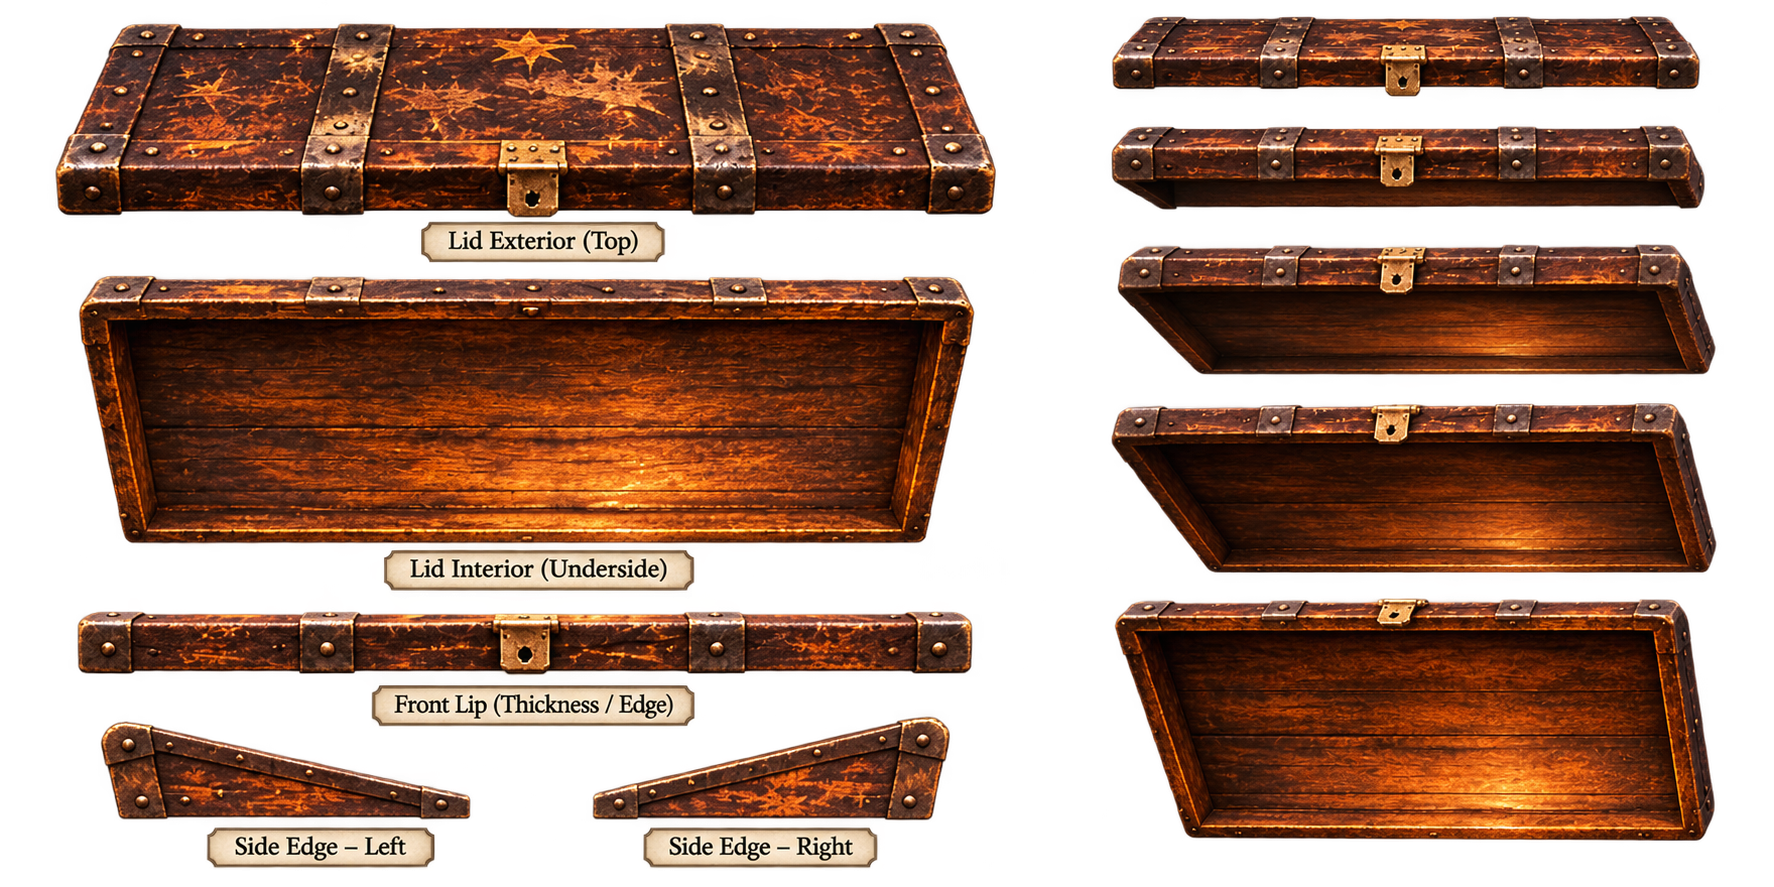 Lid Exterior (Top)
Lid Interior (Underside)
Front Lip (Thickness / Edge)
Side Edge – Left
Side Edge – Right